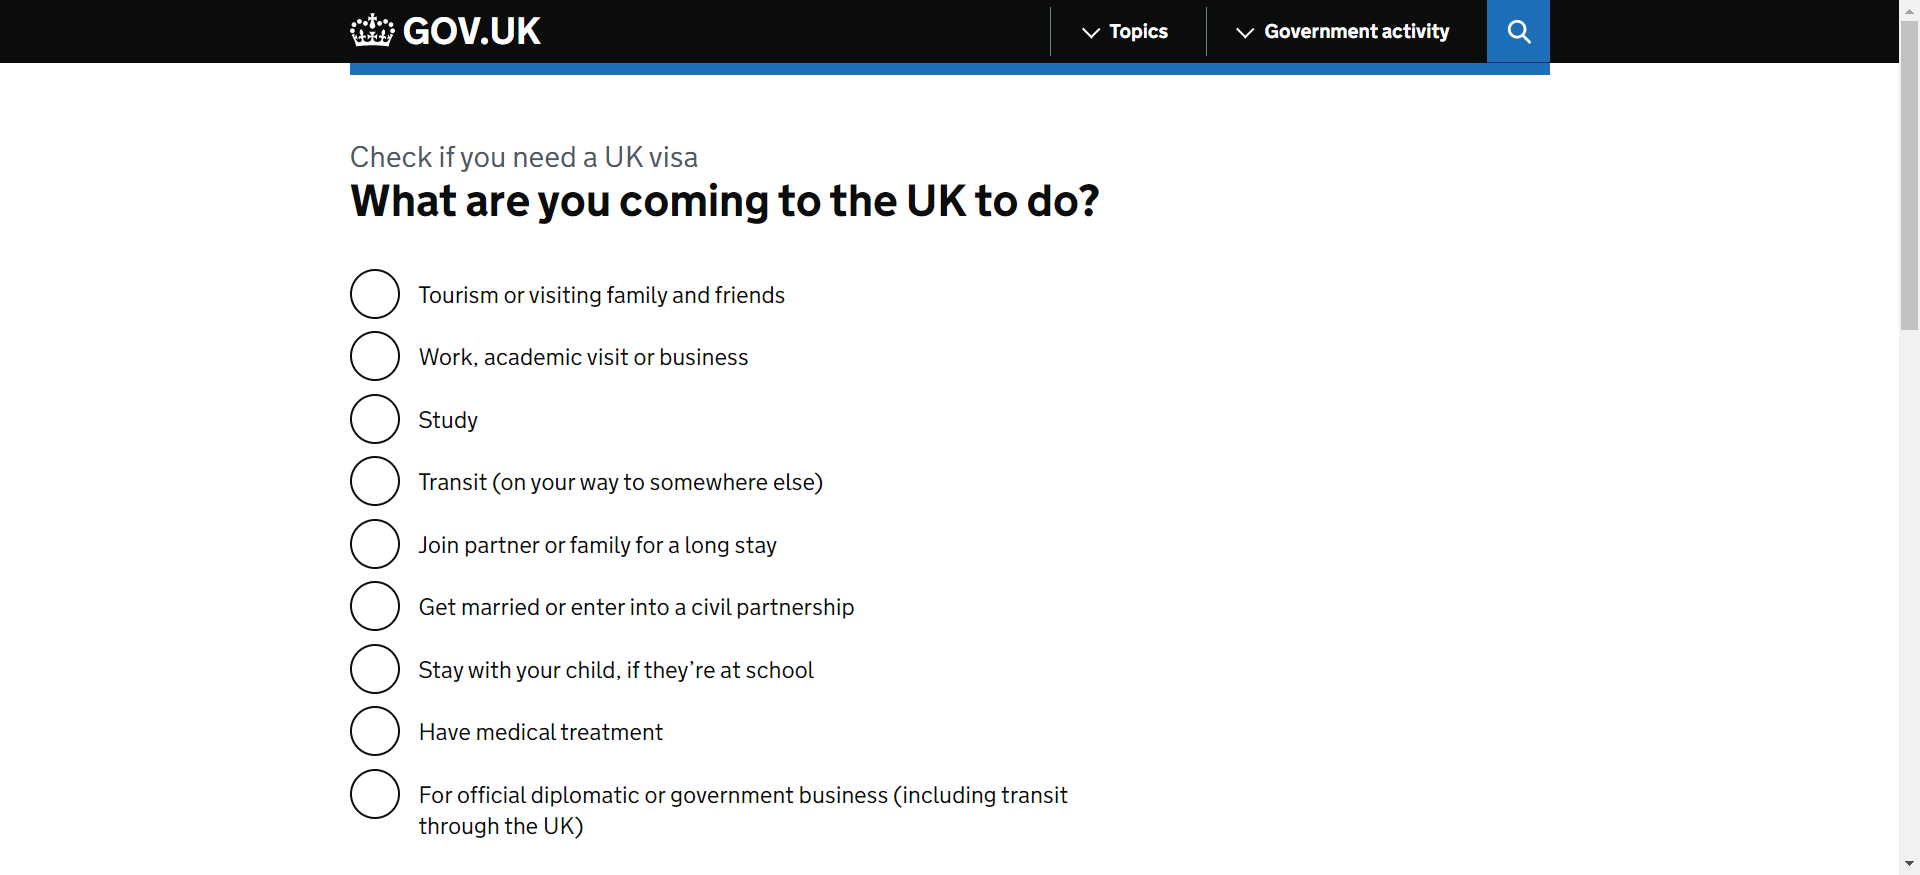 GOV.UK
Topics
Government activity
Check if you need a UK visa
What are you coming to the UK to do?
Tourism or visiting family and friends
Work, academic visit or business
Study
Transit (on your way to somewhere else)
Join partner or family for a long stay
Get married or enter into a civil partnership
Stay with your child, if they’re at school
Have medical treatment
For official diplomatic or government business (including transit
through the UK)